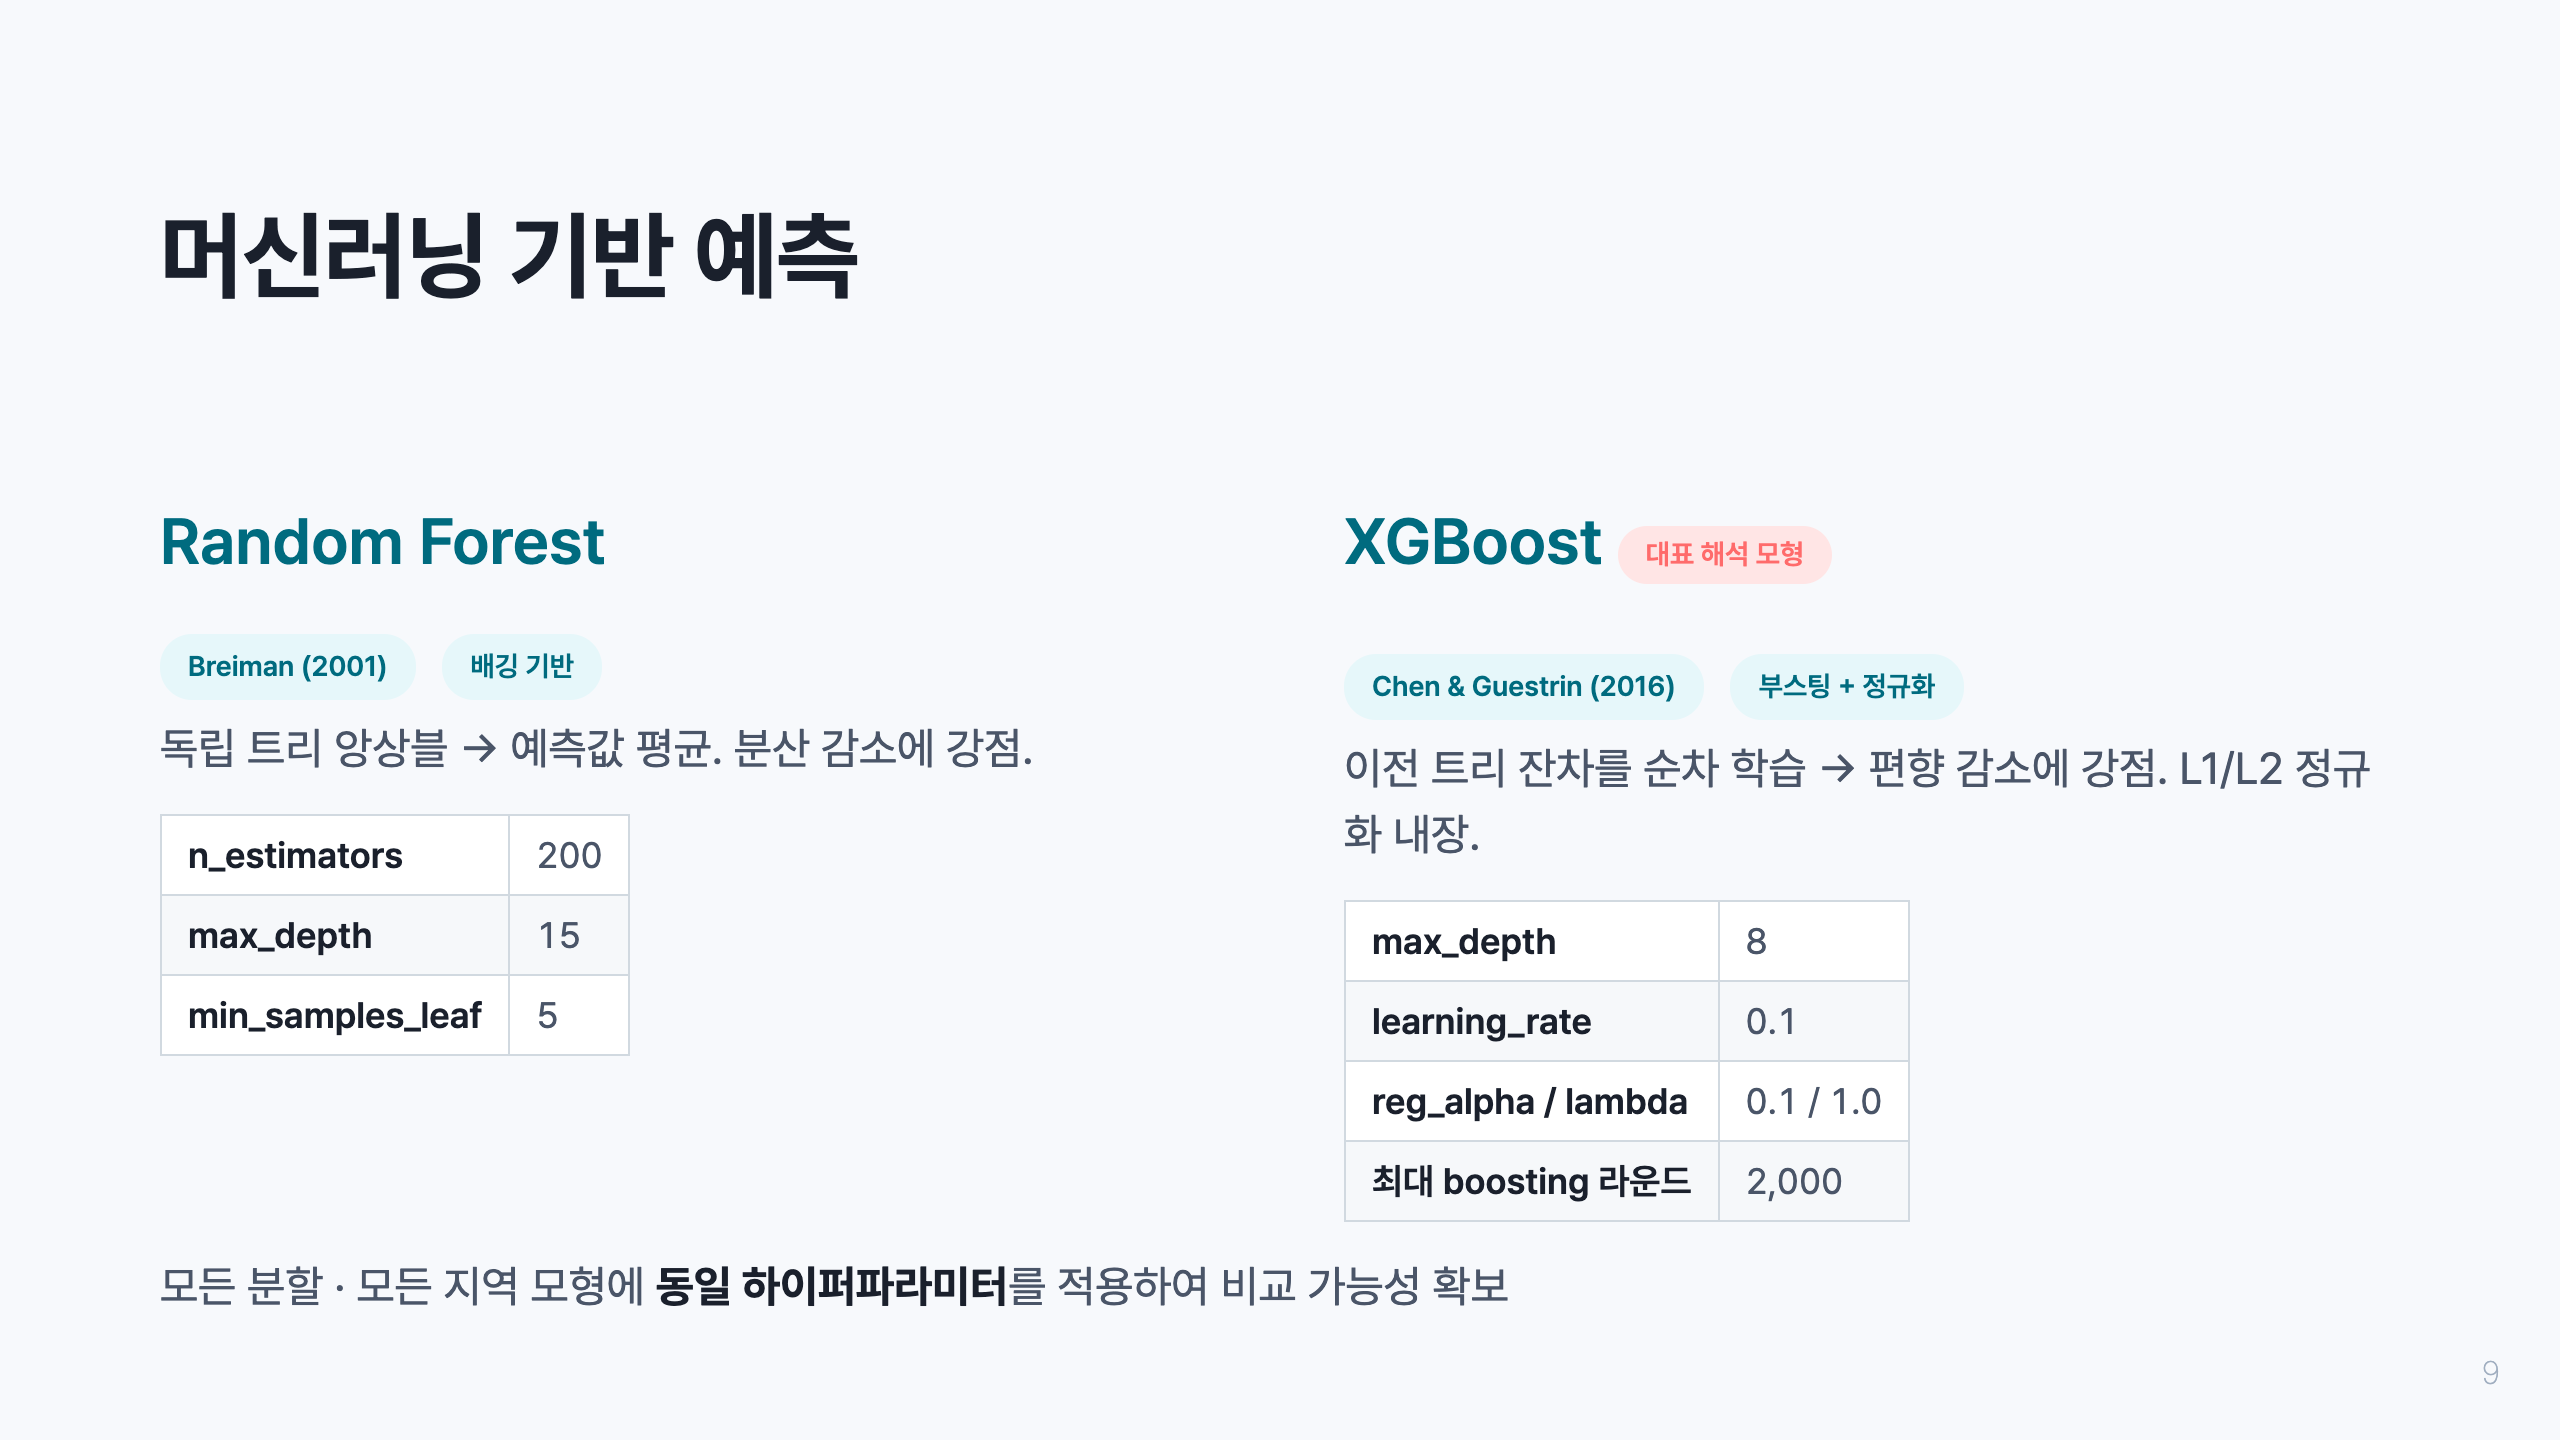 머신러닝 기반 예측
Random Forest
Breiman (2001) 배깅 기반
독립 트리 앙상블 → 예측값 평균. 분산 감소에 강점.
n_estimators 200
max_depth 15
min_samples_leaf 5
XGBoost 대표 해석 모형
Chen & Guestrin (2016) 부스팅 + 정규화
이전 트리 잔차를 순차 학습 → 편향 감소에 강점. L1/L2 정규
화 내장.
max_depth 8
learning_rate 0.1
reg_alpha / lambda 0.1 / 1.0
최대 boosting 라운드 2,000
모든 분할 · 모든 지역 모형에 동일 하이퍼파라미터를 적용하여 비교 가능성 확보
9